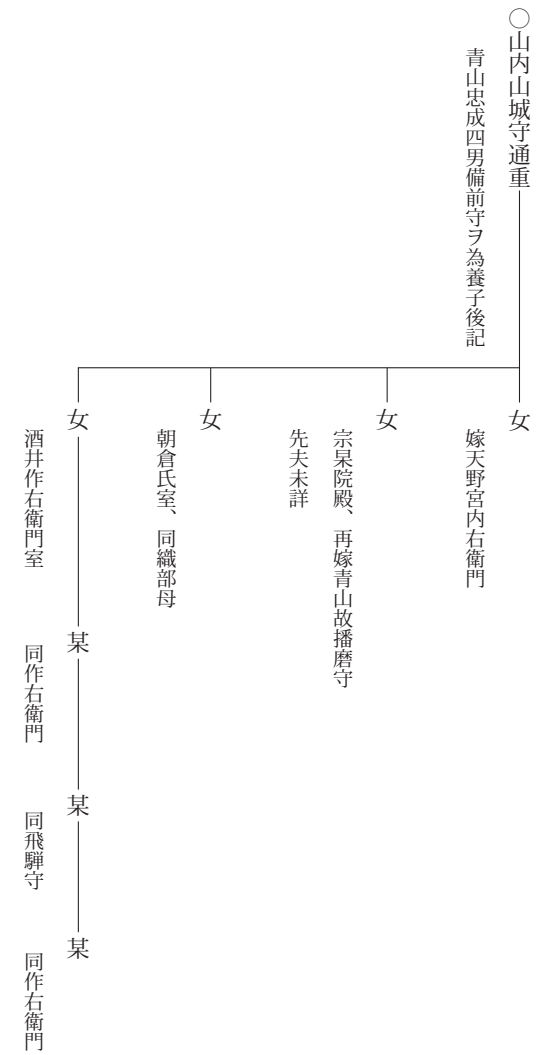 ○山内山城守通重
青山忠成四男備前守ヲ為養子後記
女
嫁天野宮内右衛門
女
宗杲院殿、再嫁青山故播磨守
先夫未詳
女
朝倉氏室、同織部母
女
酒井作右衛門室
某
同作右衛門
某
同飛騨守
某
同作右衛門